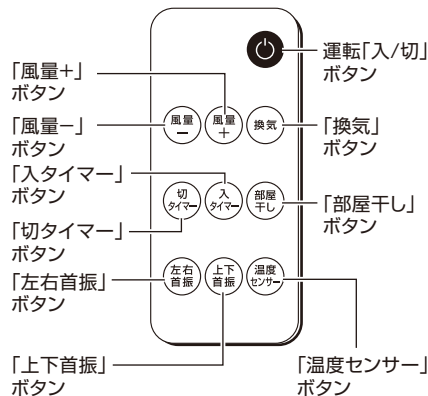 運転「入/切」
ボタン
「風量+」
ボタン
「風量−」
ボタン
風量
−
風量
+
換気
「換気」
ボタン
「入タイマー」
ボタン
切
タイマー
入
タイマー
部屋
干し
「部屋干し」
ボタン
「切タイマー」
ボタン
「左右首振」
ボタン
左右
首振
上下
首振
温度
センサー
「上下首振」
ボタン
「温度センサー」
ボタン